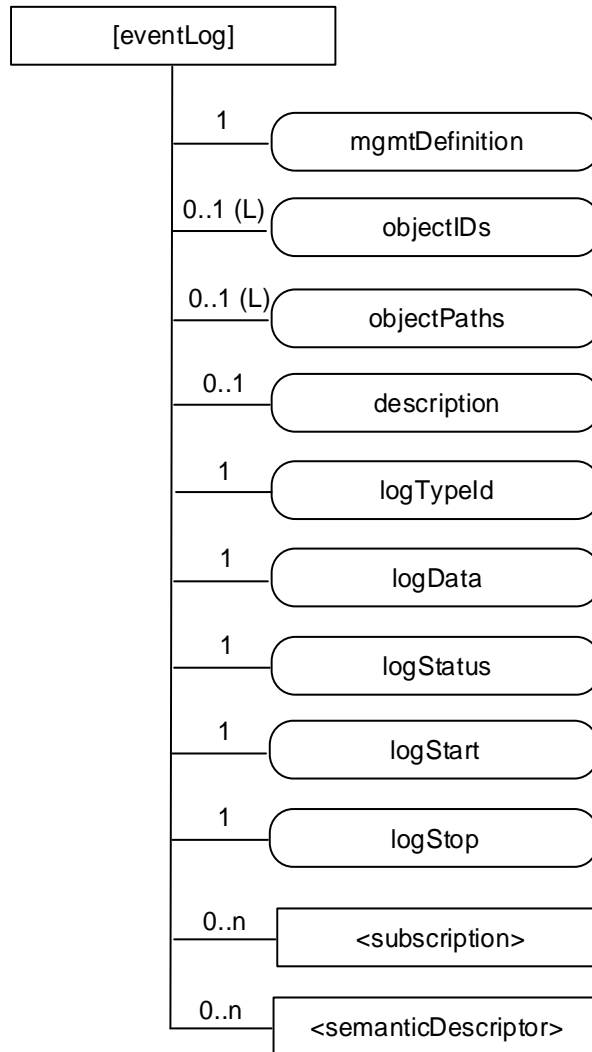 [eventLog]
1
mgmtDefinition
0..1 (L)
objectIDs
0..1 (L)
objectPaths
0..1
description
1
logTypeId
1
logData
1
logStatus
1
logStart
1
logStop
0..n
<subscription>
0..n
<semanticDescriptor>